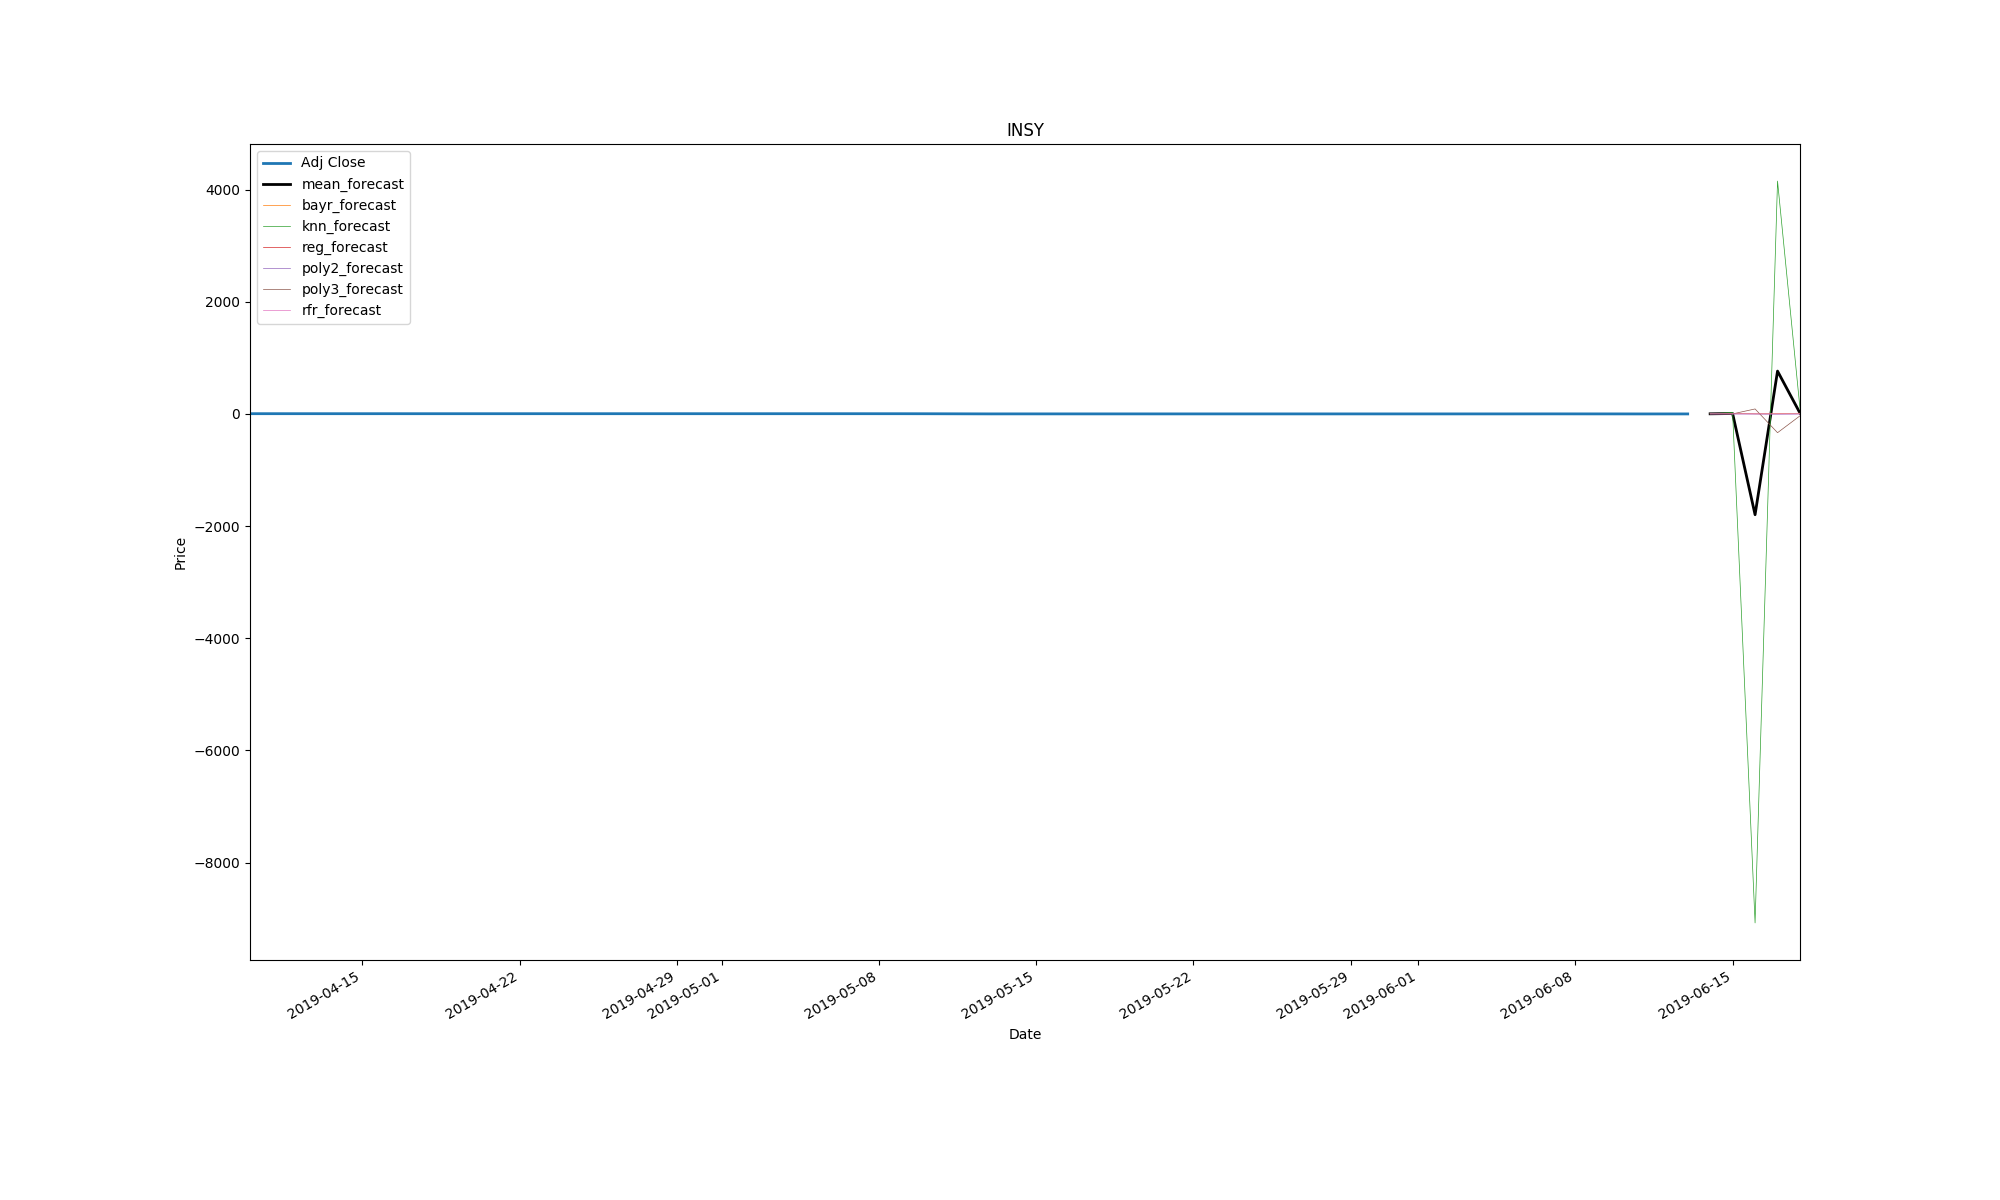 INSY
Adj Close
mean_forecast
bayr_forecast
knn_forecast
reg_forecast
poly2_forecast
poly3_forecast
rfr_forecast
4000
2000
0
−2000
−4000
−6000
−8000
Price
2019-04-15
2019-04-22
2019-04-29
2019-05-01
2019-05-08
2019-05-15
2019-05-22
2019-05-29
2019-06-01
2019-06-08
2019-06-15
Date